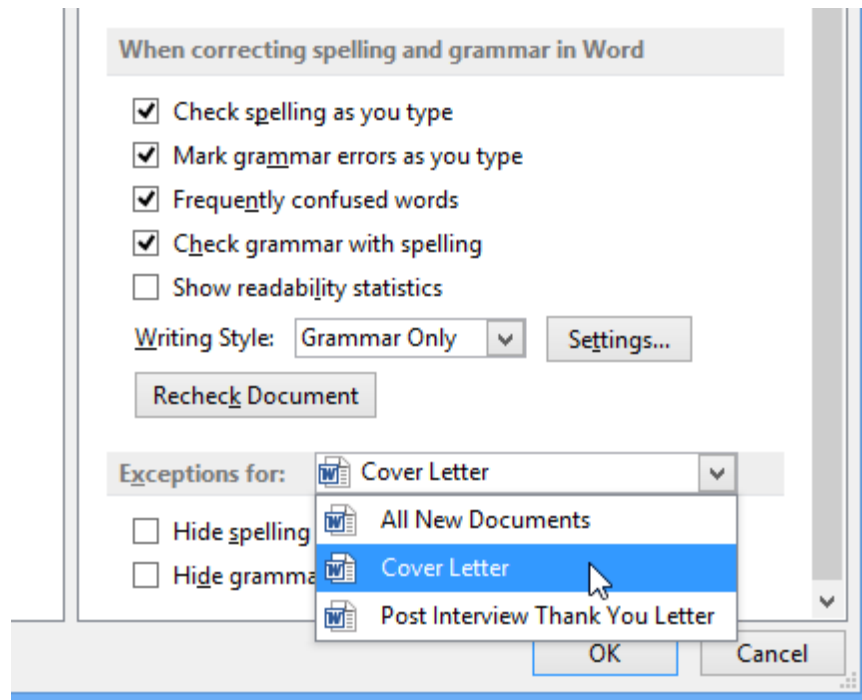 When correcting spelling and grammar in Word
Check spelling as you type
Mark grammar errors as you type
Frequently confused words
Check grammar with spelling
Show readability statistics
Writing Style: Grammar Only Settings...
Recheck Document
Exceptions for: Cover Letter
All New Documents
Hide spelling
Cover Letter
Hide gramma
Post Interview Thank You Letter
OK Cancel